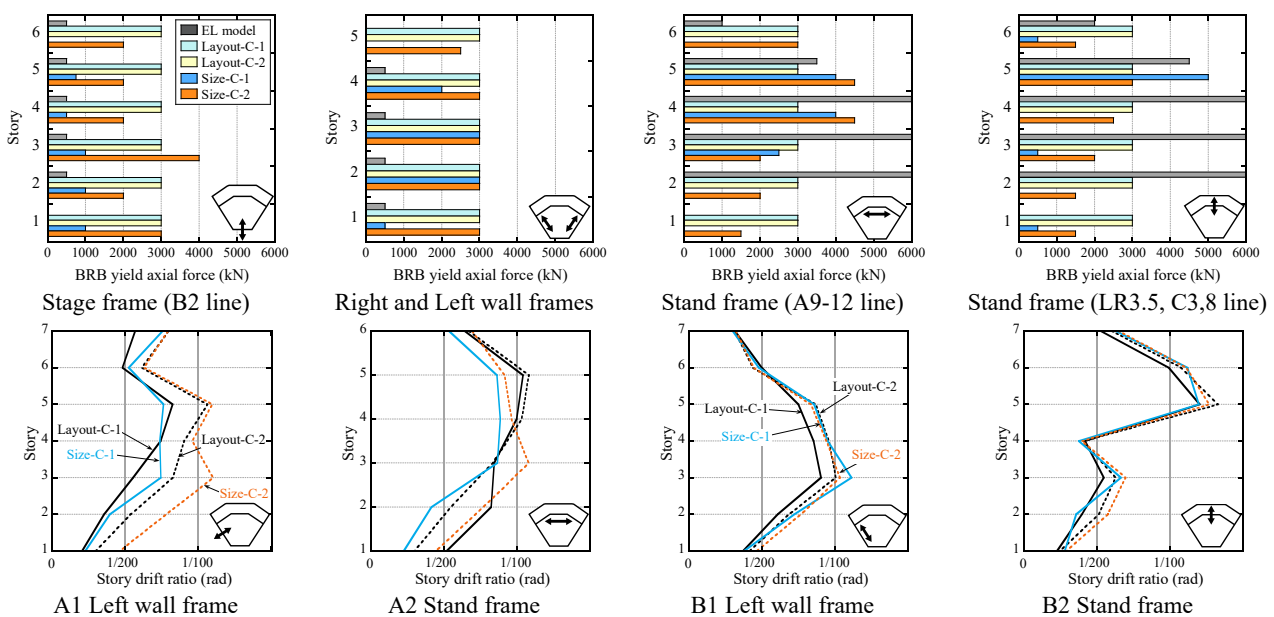 EL model
Layout-C-1
Layout-C-2
Size-C-1
Size-C-2
Story
6
5
4
3
2
1
0 1000 2000 3000 4000 5000 6000
BRB yield axial force (kN)
Stage frame (B2 line)
Story
5
4
3
2
1
0 1000 2000 3000 4000 5000 6000
BRB yield axial force (kN)
Right and Left wall frames
Story
6
5
4
3
2
1
0 1000 2000 3000 4000 5000 6000
BRB yield axial force (kN)
Stand frame (A9-12 line)
Story
6
5
4
3
2
1
0 1000 2000 3000 4000 5000 6000
BRB yield axial force (kN)
Stand frame (LR3.5, C3,8 line)
Story
7
6
5
4
3
2
1
Layout-C-1
Size-C-1
Layout-C-2
Size-C-2
0 1/200 1/100
Story drift ratio (rad)
A1 Left wall frame
Story
6
5
4
3
2
1
0 1/200 1/100
Story drift ratio (rad)
A2 Stand frame
Story
7
6
5
4
3
2
1
Layout-C-2
Layout-C-1
Size-C-1
Size-C-2
0 1/200 1/100
Story drift ratio (rad)
B1 Left wall frame
Story
7
6
5
4
3
2
1
0 1/200 1/100
Story drift ratio (rad)
B2 Stand frame